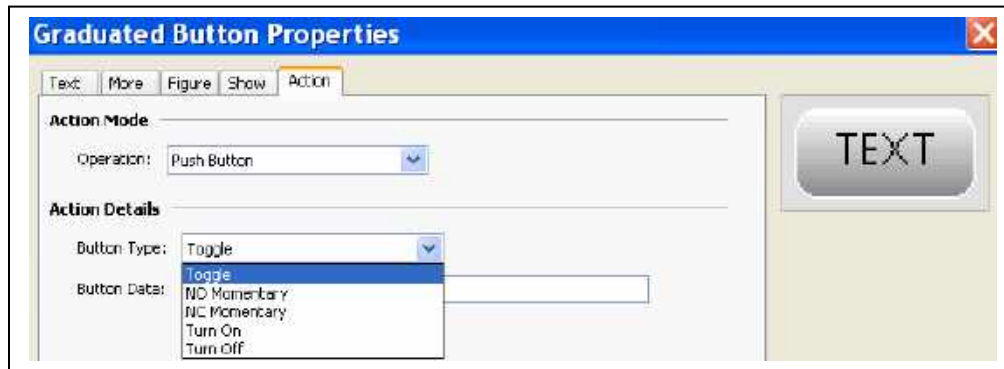 Graduated Button Properties
Text More Figure Show Action
Action Mode
Operation: Push Button
TEXT
Action Details
Button Type: Toggle
Toggle
Button Data:
NO Momentary
NC Momentary
Turn On
Turn Off